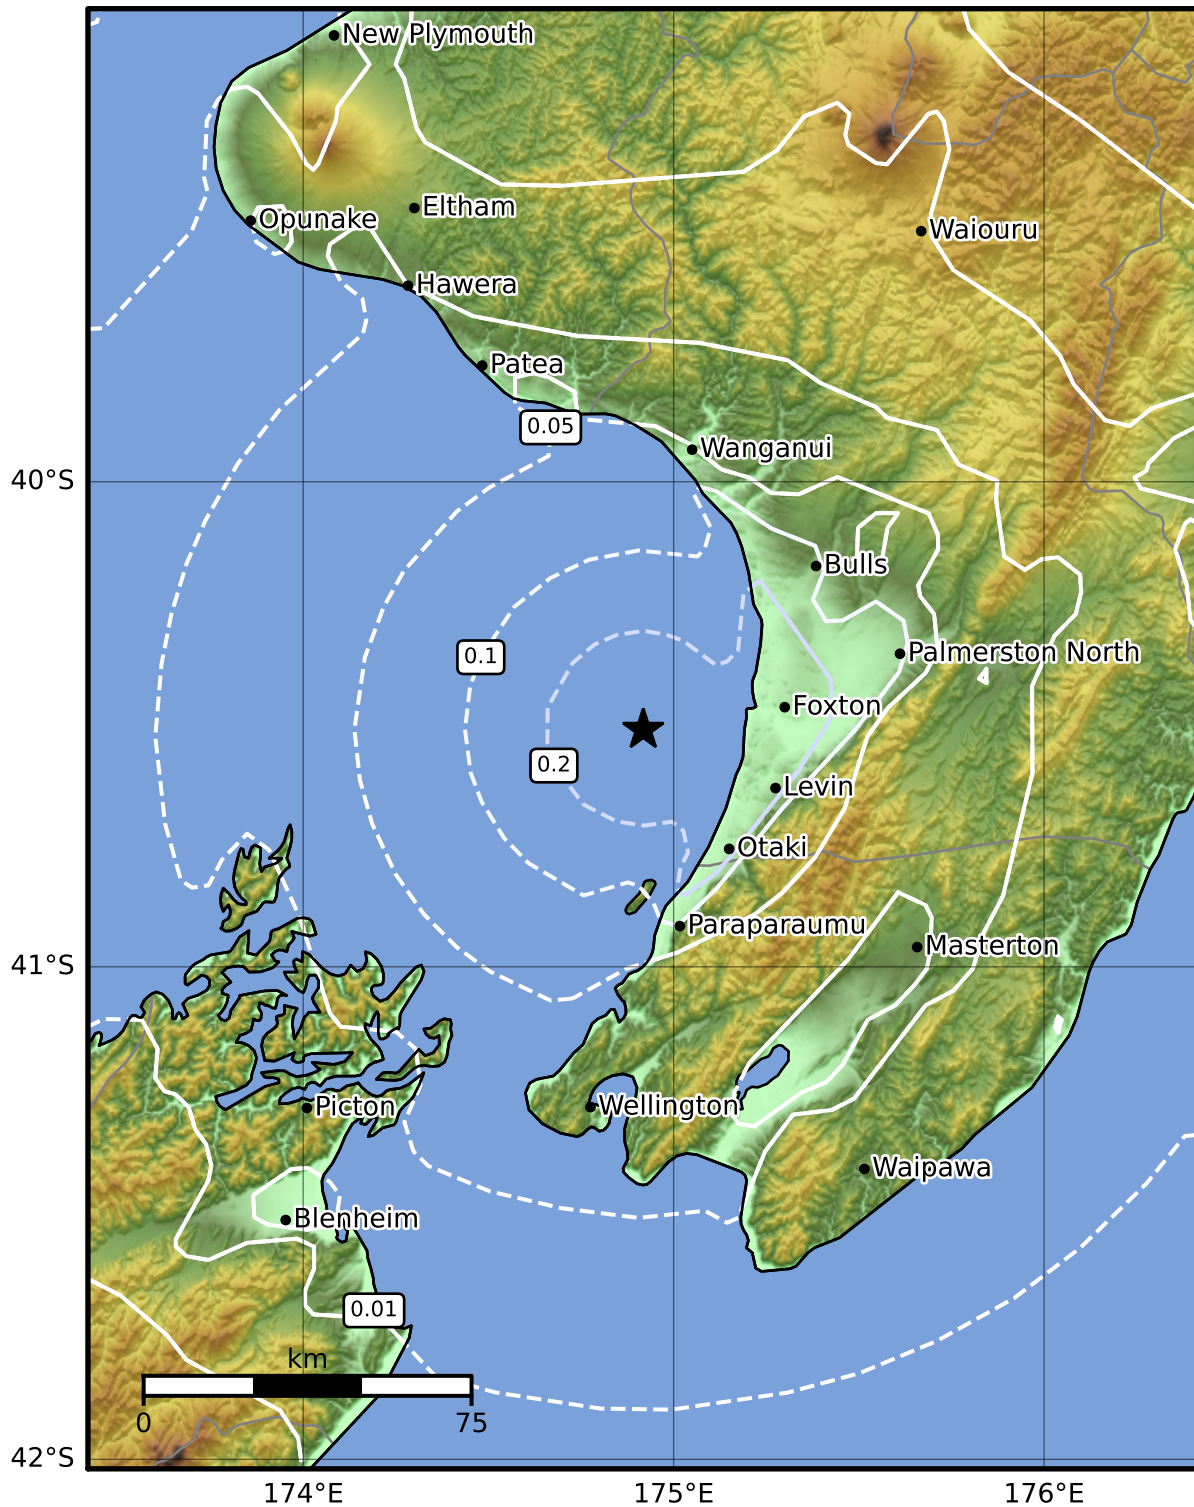 New Plymouth
Opunake
Eltham
Waiouru
Hawera
Patea
0.05
Wanganui
40°S
Bulls
0.1
Palmerston North
Foxton
0.2
Levin
Otaki
Paraparaumu
Masterton
41°S
Picton
Wellington
Waipawa
Blenheim
0.01
km
0
75
42°S
174°E
175°E
176°E